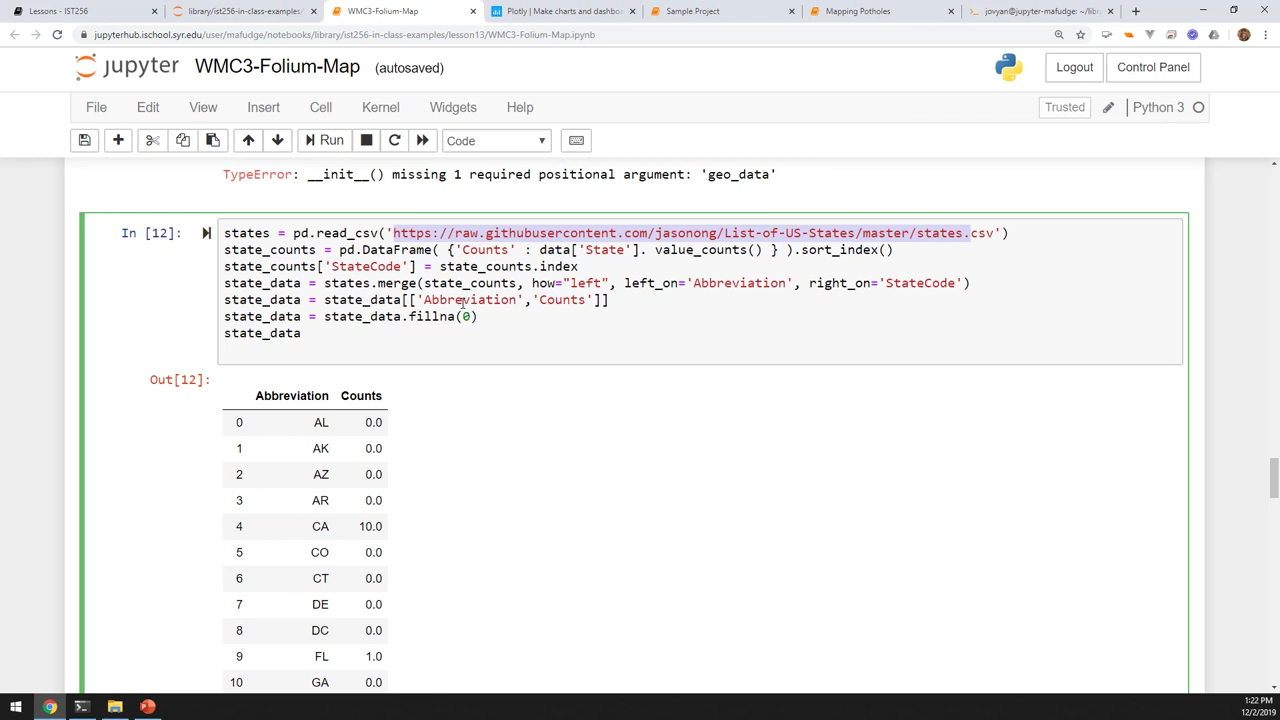 Lessons - IST256
library/ist256-in-class-examples/
WMC3-Folium-Map
Plotly | Make charts and dashbo
Sample Project
Mapping Potholes
jovyan@jupyter-mafudge: ~/libra
jupyterhub.ischool.syr.edu/user/mafudge/notebooks/library/ist256-in-class-examples/lesson13/WMC3-Folium-Map.ipynb
jupyter WMC3-Folium-Map (autosaved) Logout Control Panel
File Edit View Insert Cell Kernel Widgets Help Trusted Python 3
Run Code
TypeError: __init__() missing 1 required positional argument: 'geo_data'
In [12]: states = pd.read_csv('https://raw.githubusercontent.com/jasonong/List-of-US-States/master/states.csv')
state_counts = pd.DataFrame( {'Counts' : data['State']. value_counts() } ).sort_index()
state_counts['StateCode'] = state_counts.index
state_data = states.merge(state_counts, how="left", left_on='Abbreviation', right_on='StateCode')
state_data = state_data[['Abbreviation','Counts']]
state_data = state_data.fillna(0)
state_data
Out[12]:
Abbreviation Counts
0 AL 0.0
1 AK 0.0
2 AZ 0.0
3 AR 0.0
4 CA 10.0
5 CO 0.0
6 CT 0.0
7 DE 0.0
8 DC 0.0
9 FL 1.0
10 GA 0.0
1:22 PM
12/2/2019